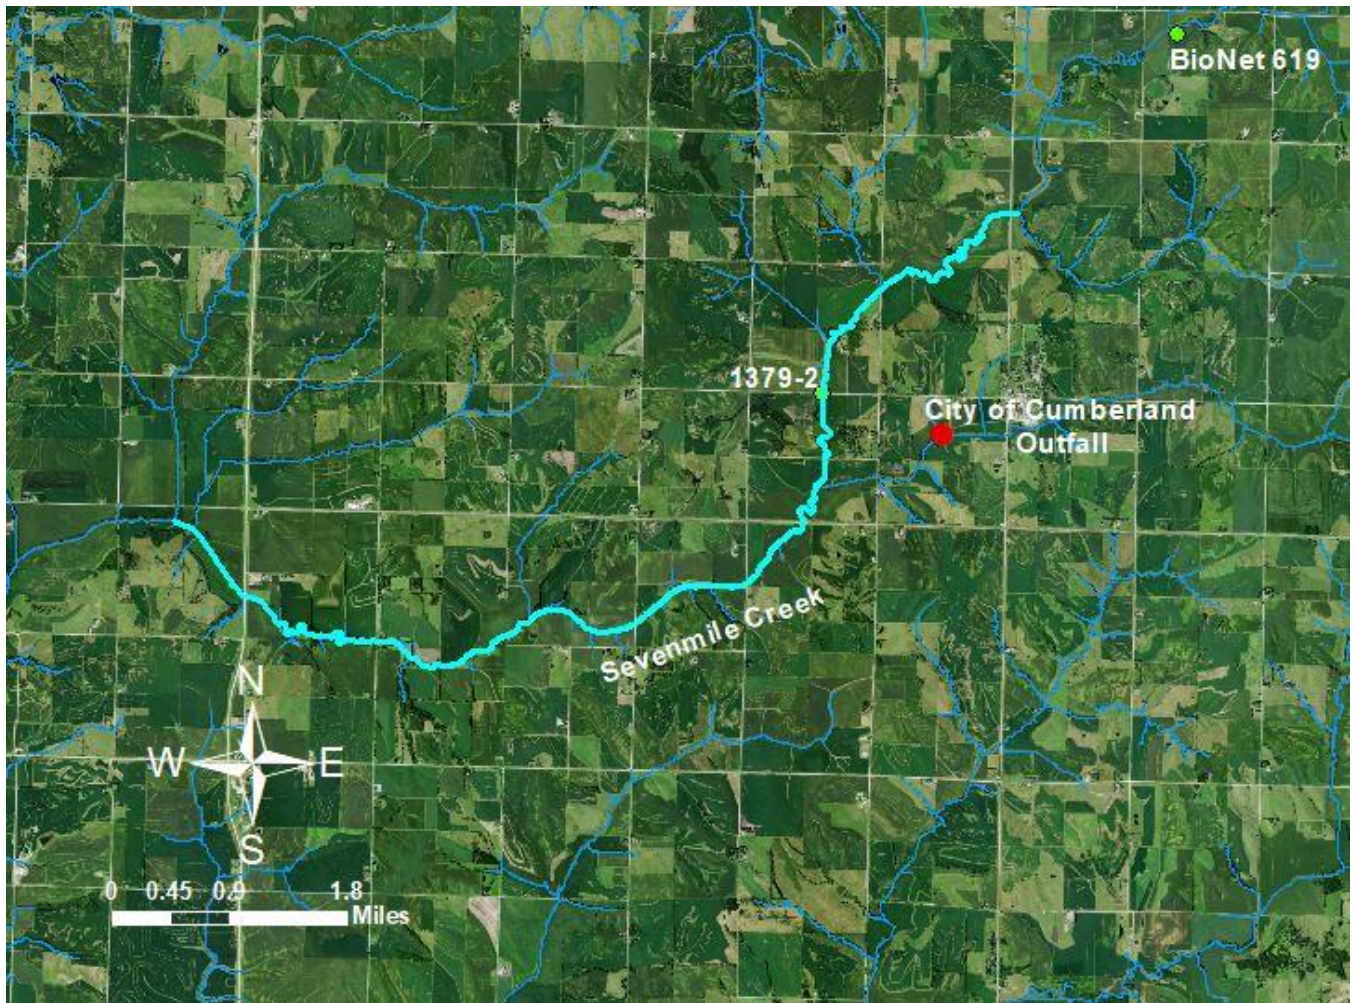 BioNet 619
1379-2
City of Cumberland
Outfall
Sevenmile Creek
N
W E
S
0 0.45 0.9 1.8
Miles